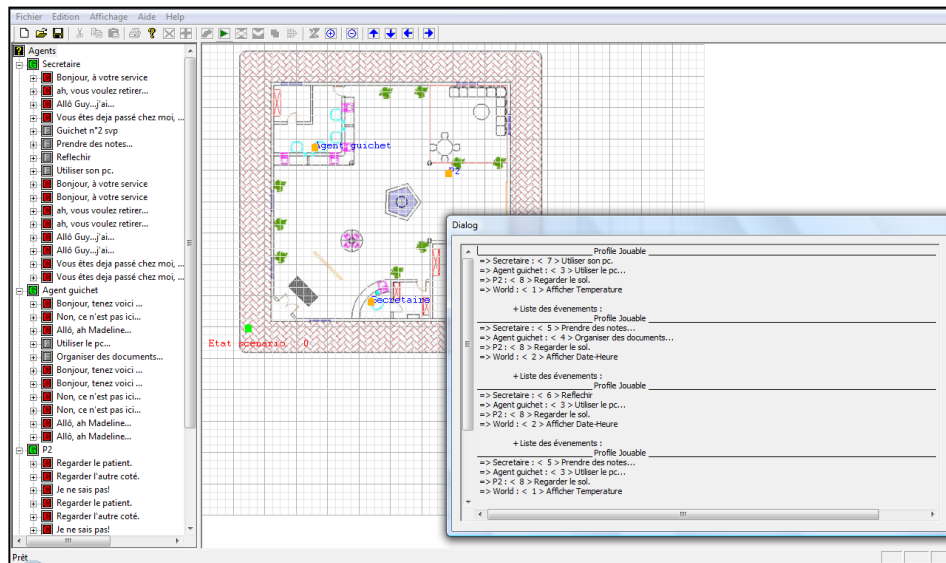 Fichier Edition Affichage Aide Help
Agents
Secretaire
Bonjour, à votre service
ah, vous voulez retirer...
Allô Guy...j'ai...
Vous êtes deja passé chez moi, ...
Guichet n°2 svp
Prendre des notes...
Reflechir
Utiliser son pc.
Bonjour, à votre service
Bonjour, à votre service
ah, vous voulez retirer...
ah, vous voulez retirer...
Allô Guy...j'ai...
Allô Guy...j'ai...
Vous êtes deja passé chez moi, ...
Vous êtes deja passé chez moi, ...
Agent guichet
Bonjour, tenez voici ...
Non, ce n'est pas ici...
Allô, ah Madeline...
Utiliser le pc...
Organiser des documents...
Bonjour, tenez voici ...
Bonjour, tenez voici ...
Non, ce n'est pas ici...
Non, ce n'est pas ici...
Allô, ah Madeline...
Allô, ah Madeline...
P2
Regarder le patient.
Regarder l'autre coté.
Je ne sais pas!
Regarder le patient.
Regarder l'autre coté.
Je ne sais pas!
Prêt
Agent guichet
P2
secretaire
Etat scénario 0
Dialog
Profile Jouable
=> Secretaire : < 7 > Utiliser son pc.
=> Agent guichet : < 3 > Utiliser le pc...
=> P2 : < 8 > Regarder le sol.
=> World : < 1 > Afficher Temperature
+ Liste des évenements :
Profile Jouable
=> Secretaire : < 5 > Prendre des notes...
=> Agent guichet : < 4 > Organiser des documents...
=> P2 : < 8 > Regarder le sol.
=> World : < 2 > Afficher Date-Heure
+ Liste des évenements :
Profile Jouable
=> Secretaire : < 6 > Reflechir
=> Agent guichet : < 3 > Utiliser le pc...
=> P2 : < 8 > Regarder le sol.
=> World : < 2 > Afficher Date-Heure
+ Liste des évenements :
Profile Jouable
=> Secretaire : < 5 > Prendre des notes...
=> Agent guichet : < 3 > Utiliser le pc...
=> P2 : < 8 > Regarder le sol.
=> World : < 1 > Afficher Temperature